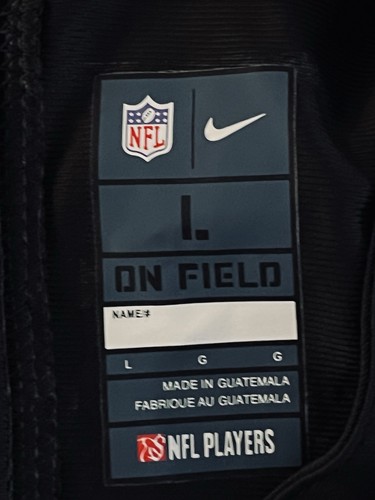 NFL
L
ON FIELD
NAME/#
L G G
MADE IN GUATEMALA
FABRIQUE AU GUATEMALA
NFL PLAYERS